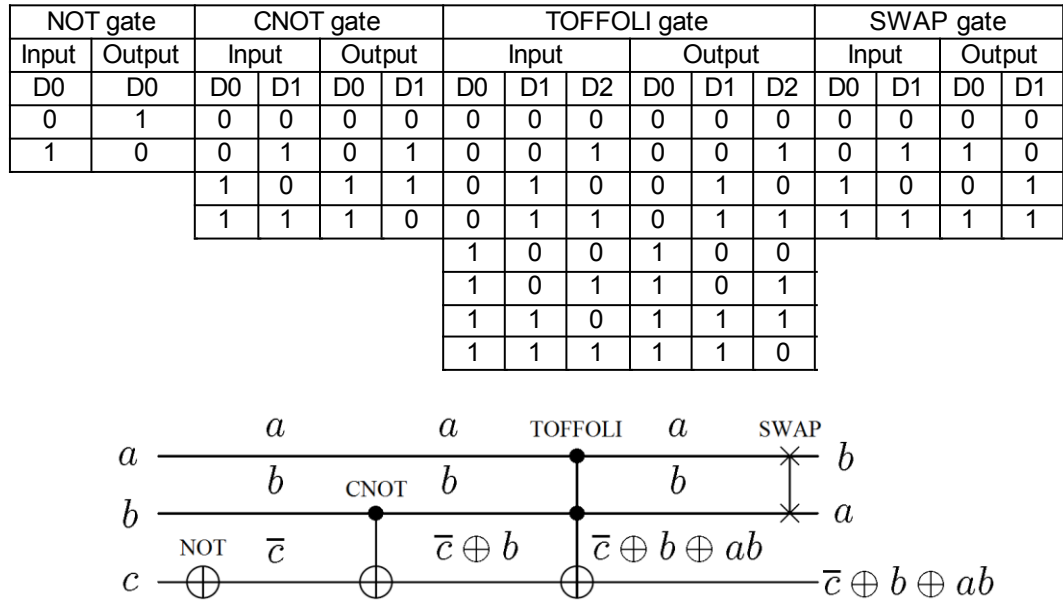 NOT gate CNOT gate TOFFOLI gate SWAP gate
Input Output Input Output Input Output Input Output
D0 D0 D0 D1 D0 D1 D0 D1 D2 D0 D1 D2 D0 D1 D0 D1
0 1 0 0 0 0 0 0 0 0 0 0 0 0 0 0
1 0 0 1 0 1 0 0 1 0 0 1 0 1 1 0
1 0 1 1 0 1 0 0 1 0 1 0 0 1
1 1 1 0 0 1 1 0 1 1 1 1 1 1
1 0 0 1 0 0
1 0 1 1 0 1
1 1 0 1 1 1
1 1 1 1 1 0
a a TOFFOLI a SWAP
a b
b CNOT b b
b a
NOT c̅ c̅ ⊕ b c̅ ⊕ b ⊕ ab
c c̅ ⊕ b ⊕ ab